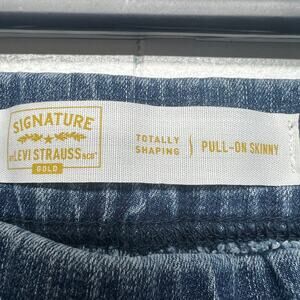 SIGNATURE
BY LEVI STRAUSS & CO.
GOLD
TOTALLY
SHAPING
PULL-ON SKINNY